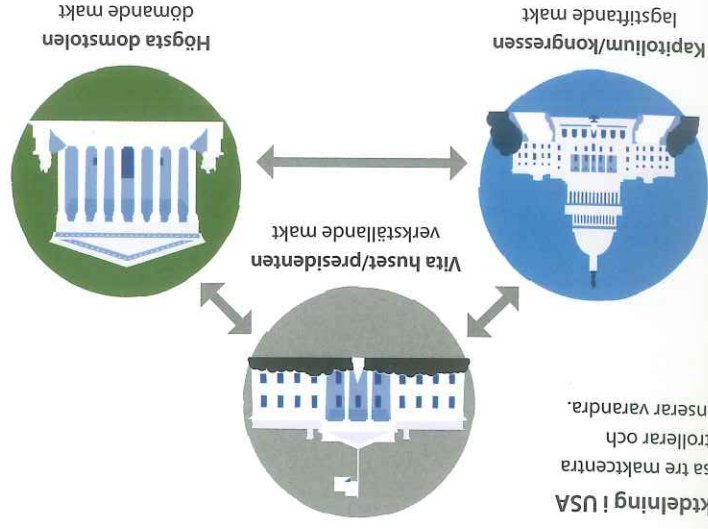 ktdelning i USA
sa tre maktcentra
trollerar och
nserar varandra.
Vita huset/presidenten
verkställande makt
Kapitolium/kongressen
lagstiftande makt
Högsta domstolen
dömande makt